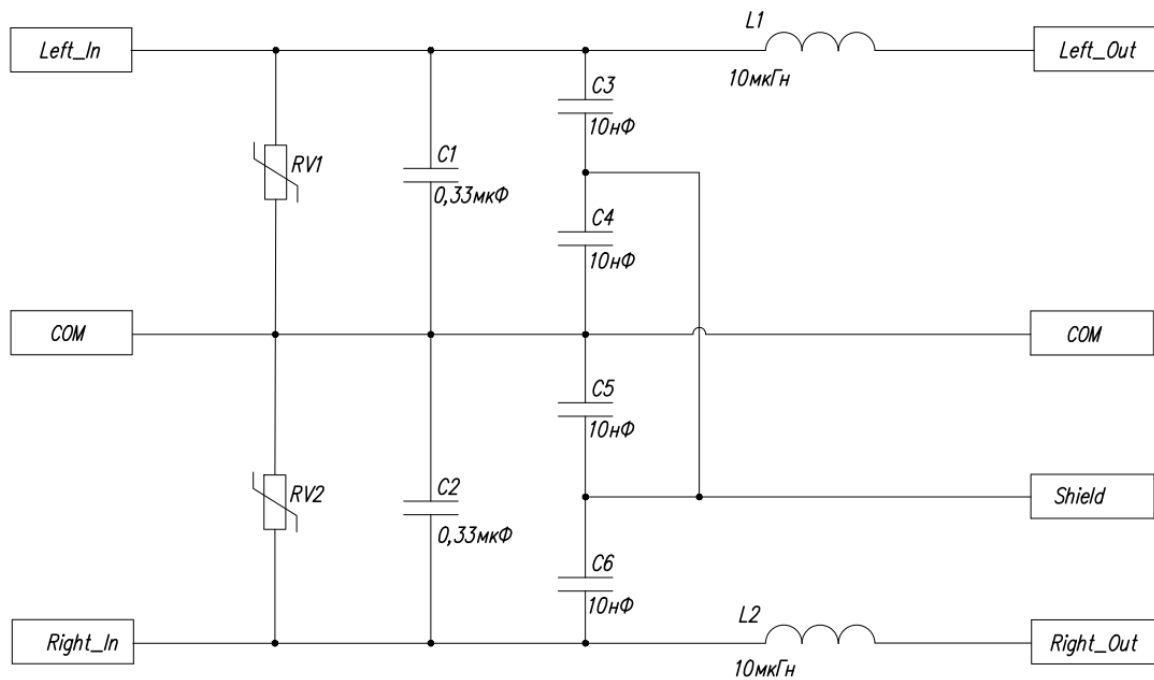 L1
Left_In
Left_Out
10мкГн
C3
10нФ
RV1
C1
0,33мкФ
C4
10нФ
COM
COM
C5
10нФ
RV2
C2
0,33мкФ
Shield
C6
10нФ
L2
Right_In
Right_Out
10мкГн